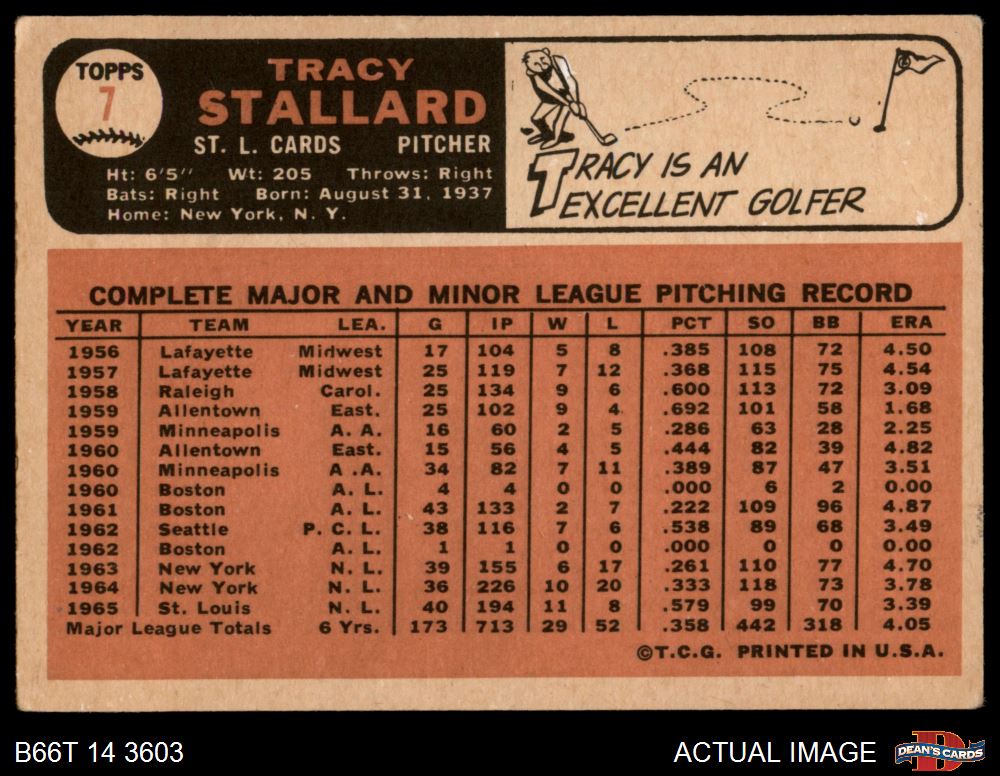 TOPPS
7
TRACY
STALLARD
ST. L. CARDS PITCHER
Ht: 6'5" Wt: 205 Throws: Right
Bats: Right Born: August 31, 1937
Home: New York, N. Y.
TRACY IS AN
EXCELLENT GOLFER
COMPLETE MAJOR AND MINOR LEAGUE PITCHING RECORD
YEAR TEAM LEA. G IP W L PCT SO BB ERA
1956 Lafayette Midwest 17 104 5 8 .385 108 72 4.50
1957 Lafayette Midwest 25 119 7 12 .368 115 75 4.54
1958 Raleigh Carol. 25 134 9 6 .600 113 72 3.09
1959 Allentown East. 25 102 9 4 .692 101 58 1.68
1959 Minneapolis A. A. 16 60 2 5 .286 63 28 2.25
1960 Allentown East. 15 56 4 5 .444 82 39 4.82
1960 Minneapolis A .A. 34 82 7 11 .389 87 47 3.51
1960 Boston A. L. 4 4 0 0 .000 6 2 0.00
1961 Boston A. L. 43 133 2 7 .222 109 96 4.87
1962 Seattle P. C. L. 38 116 7 6 .538 89 68 3.49
1962 Boston A. L. 1 1 0 0 .000 0 0 0.00
1963 New York N. L. 39 155 6 17 .261 110 77 4.70
1964 New York N. L. 36 226 10 20 .333 118 73 3.78
1965 St. Louis N. L. 40 194 11 8 .579 99 70 3.39
Major League Totals 6 Yrs. 173 713 29 52 .358 442 318 4.05
©T.C.G. PRINTED IN U.S.A.
B66T 14 3603 ACTUAL IMAGE DEAN'S CARDS